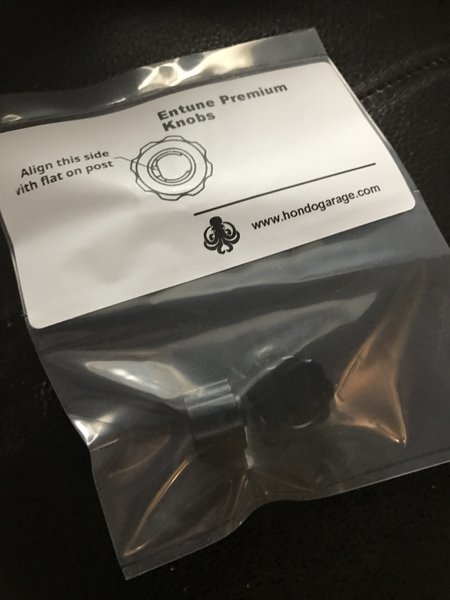 Entune Premium
Knobs
Align this side
with flat on post
www.hondogarage.com